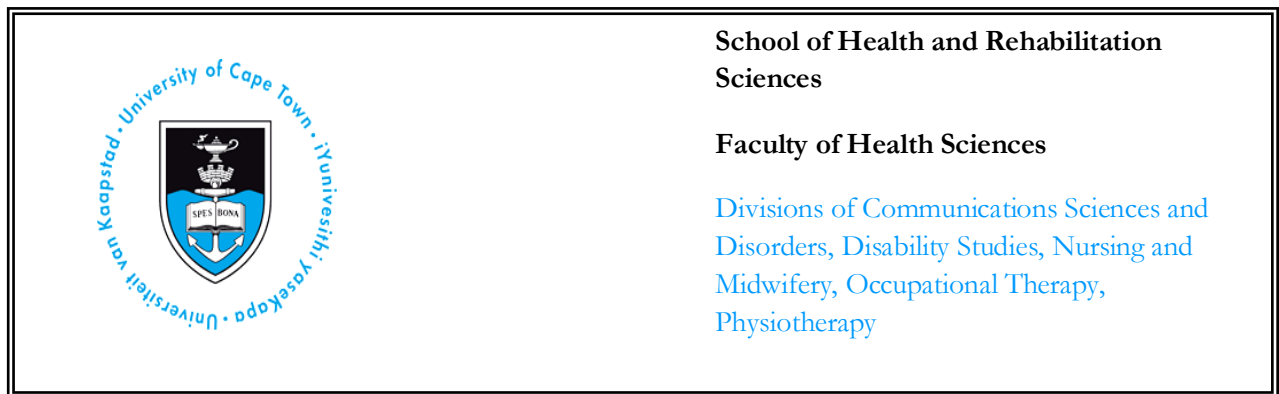 University of Cape Town · iYunivesithi yaseKapa · Universiteit van Kaapstad ·
SPES BONA
School of Health and Rehabilitation
Sciences
Faculty of Health Sciences
Divisions of Communications Sciences and
Disorders, Disability Studies, Nursing and
Midwifery, Occupational Therapy,
Physiotherapy